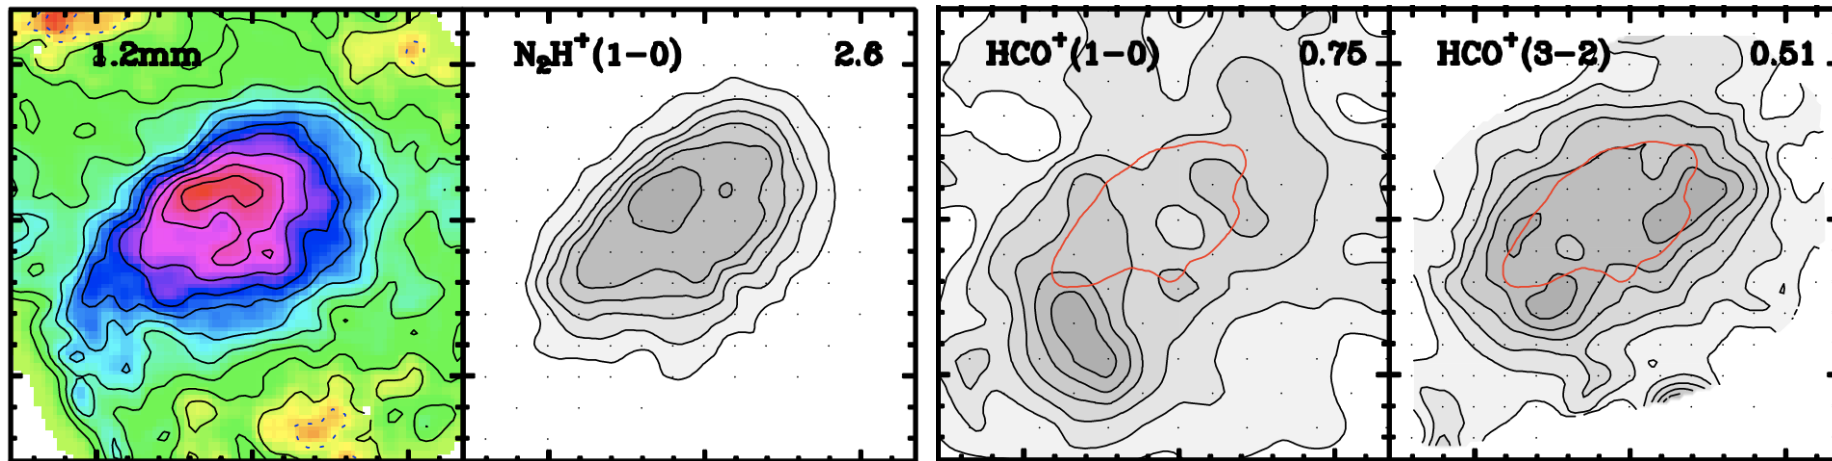 1.2mm
N₂H⁺(1-0) 2.6
HCO⁺(1-0) 0.75
HCO⁺(3-2) 0.51